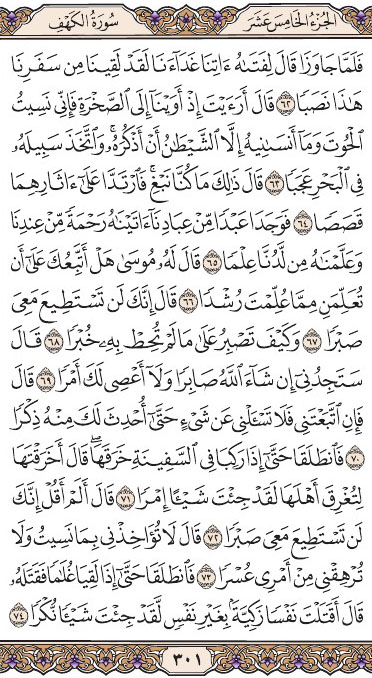 الجُزْءُ الخَامِسَ عَشَرَ سُورَةُ الكَهْفِ
فَلَمَّا جَاوَزَا قَالَ لِفَتَىٰهُ ءَاتِنَا غَدَآءَنَا لَقَدْ لَقِينَا مِن سَفَرِنَا
هَٰذَا نَصَبًا ٦٢ قَالَ أَرَءَيْتَ إِذْ أَوَيْنَآ إِلَى ٱلصَّخْرَةِ فَإِنِّى نَسِيتُ
ٱلْحُوتَ وَمَآ أَنسَىٰنِيهُ إِلَّا ٱلشَّيْطَٰنُ أَنْ أَذْكُرَهُۥ وَٱتَّخَذَ سَبِيلَهُۥ
فِى ٱلْبَحْرِ عَجَبًا ٦٣ قَالَ ذَٰلِكَ مَا كُنَّا نَبْغِ فَٱرْتَدَّا عَلَىٰٓ ءَاثَارِهِمَا
قَصَصًا ٦٤ فَوَجَدَا عَبْدًا مِّنْ عِبَادِنَآ ءَاتَيْنَٰهُ رَحْمَةً مِّنْ عِندِنَا
وَعَلَّمْنَٰهُ مِن لَّدُنَّا عِلْمًا ٦٥ قَالَ لَهُۥ مُوسَىٰ هَلْ أَتَّبِعُكَ عَلَىٰٓ أَن
تُعَلِّمَنِ مِمَّا عُلِّمْتَ رُشْدًا ٦٦ قَالَ إِنَّكَ لَن تَسْتَطِيعَ مَعِىَ
صَبْرًا ٦٧ وَكَيْفَ تَصْبِرُ عَلَىٰ مَا لَمْ تُحِطْ بِهِۦ خُبْرًا ٦٨ قَالَ
سَتَجِدُنِىٓ إِن شَآءَ ٱللَّهُ صَابِرًا وَلَآ أَعْصِى لَكَ أَمْرًا ٦٩ قَالَ
فَإِنِ ٱتَّبَعْتَنِى فَلَا تَسْـَٔلْنِى عَن شَىْءٍ حَتَّىٰٓ أُحْدِثَ لَكَ مِنْهُ ذِكْرًا
٧٠ فَٱنطَلَقَا حَتَّىٰٓ إِذَا رَكِبَا فِى ٱلسَّفِينَةِ خَرَقَهَا ۖ قَالَ أَخَرَقْتَهَا
لِتُغْرِقَ أَهْلَهَا لَقَدْ جِئْتَ شَيْـًٔا إِمْرًا ٧١ قَالَ أَلَمْ أَقُلْ إِنَّكَ
لَن تَسْتَطِيعَ مَعِىَ صَبْرًا ٧٢ قَالَ لَا تُؤَاخِذْنِى بِمَا نَسِيتُ وَلَا
تُرْهِقْنِى مِنْ أَمْرِى عُسْرًا ٧٣ فَٱنطَلَقَا حَتَّىٰٓ إِذَا لَقِيَا غُلَٰمًا فَقَتَلَهُۥ
قَالَ أَقَتَلْتَ نَفْسًا زَكِيَّةًۢ بِغَيْرِ نَفْسٍ لَّقَدْ جِئْتَ شَيْـًٔا نُّكْرًا ٧٤
٣٠١